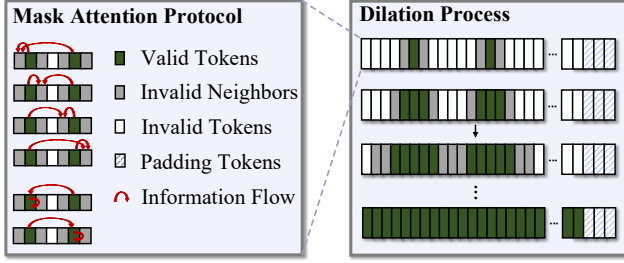 Mask Attention Protocol
Valid Tokens
Invalid Neighbors
Invalid Tokens
Padding Tokens
Information Flow
Dilation Process
...
...
...
...